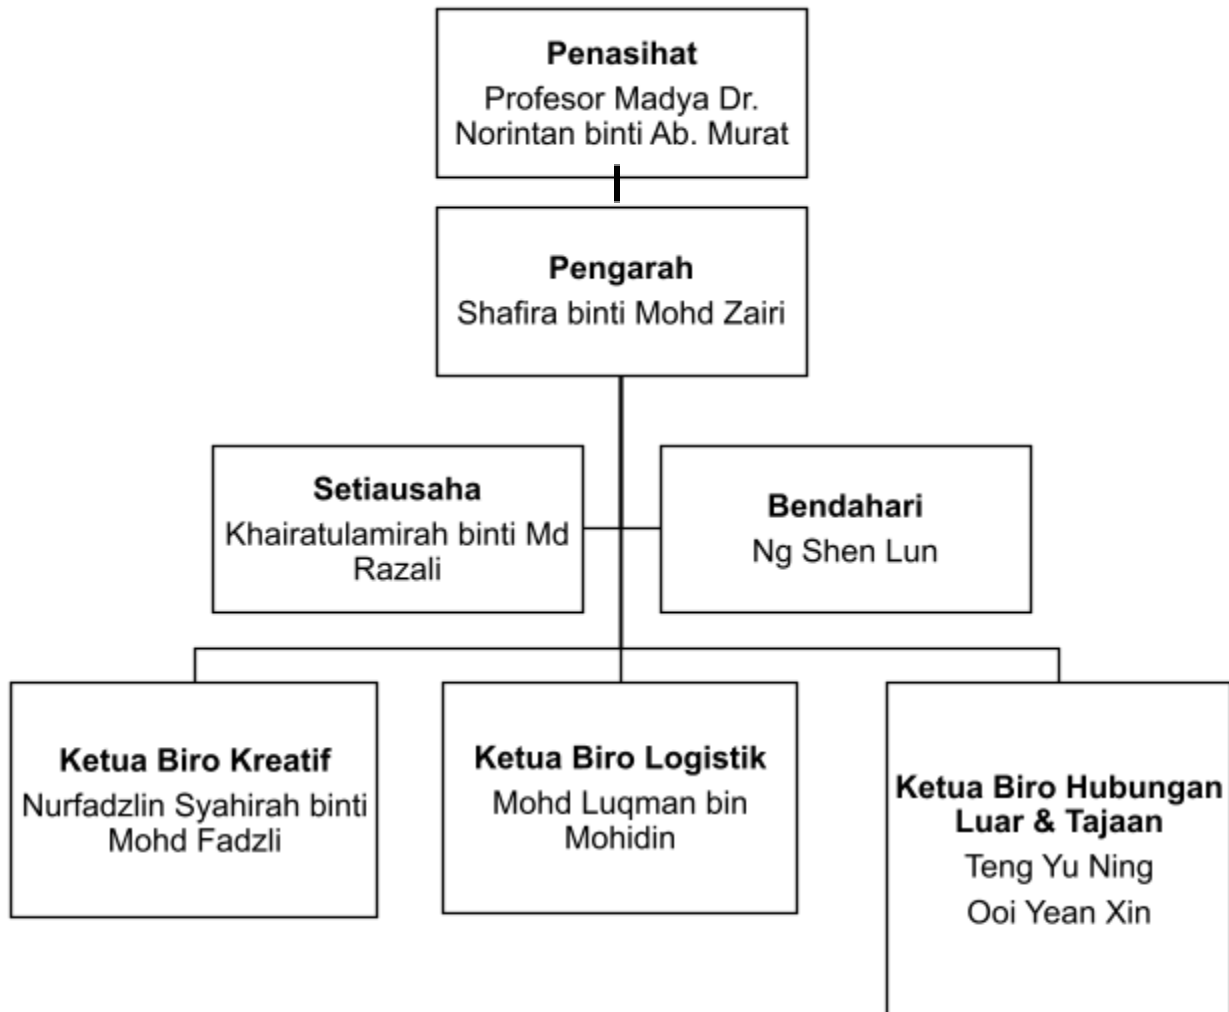 Penasihat
Profesor Madya Dr.
Norintan binti Ab. Murat
Pengarah
Shafira binti Mohd Zairi
Setiausaha
Khairatulamirah binti Md
Razali
Bendahari
Ng Shen Lun
Ketua Biro Kreatif
Nurfadzlin Syahirah binti
Mohd Fadzli
Ketua Biro Logistik
Mohd Luqman bin
Mohidin
Ketua Biro Hubungan
Luar & Tajaan
Teng Yu Ning
Ooi Yean Xin